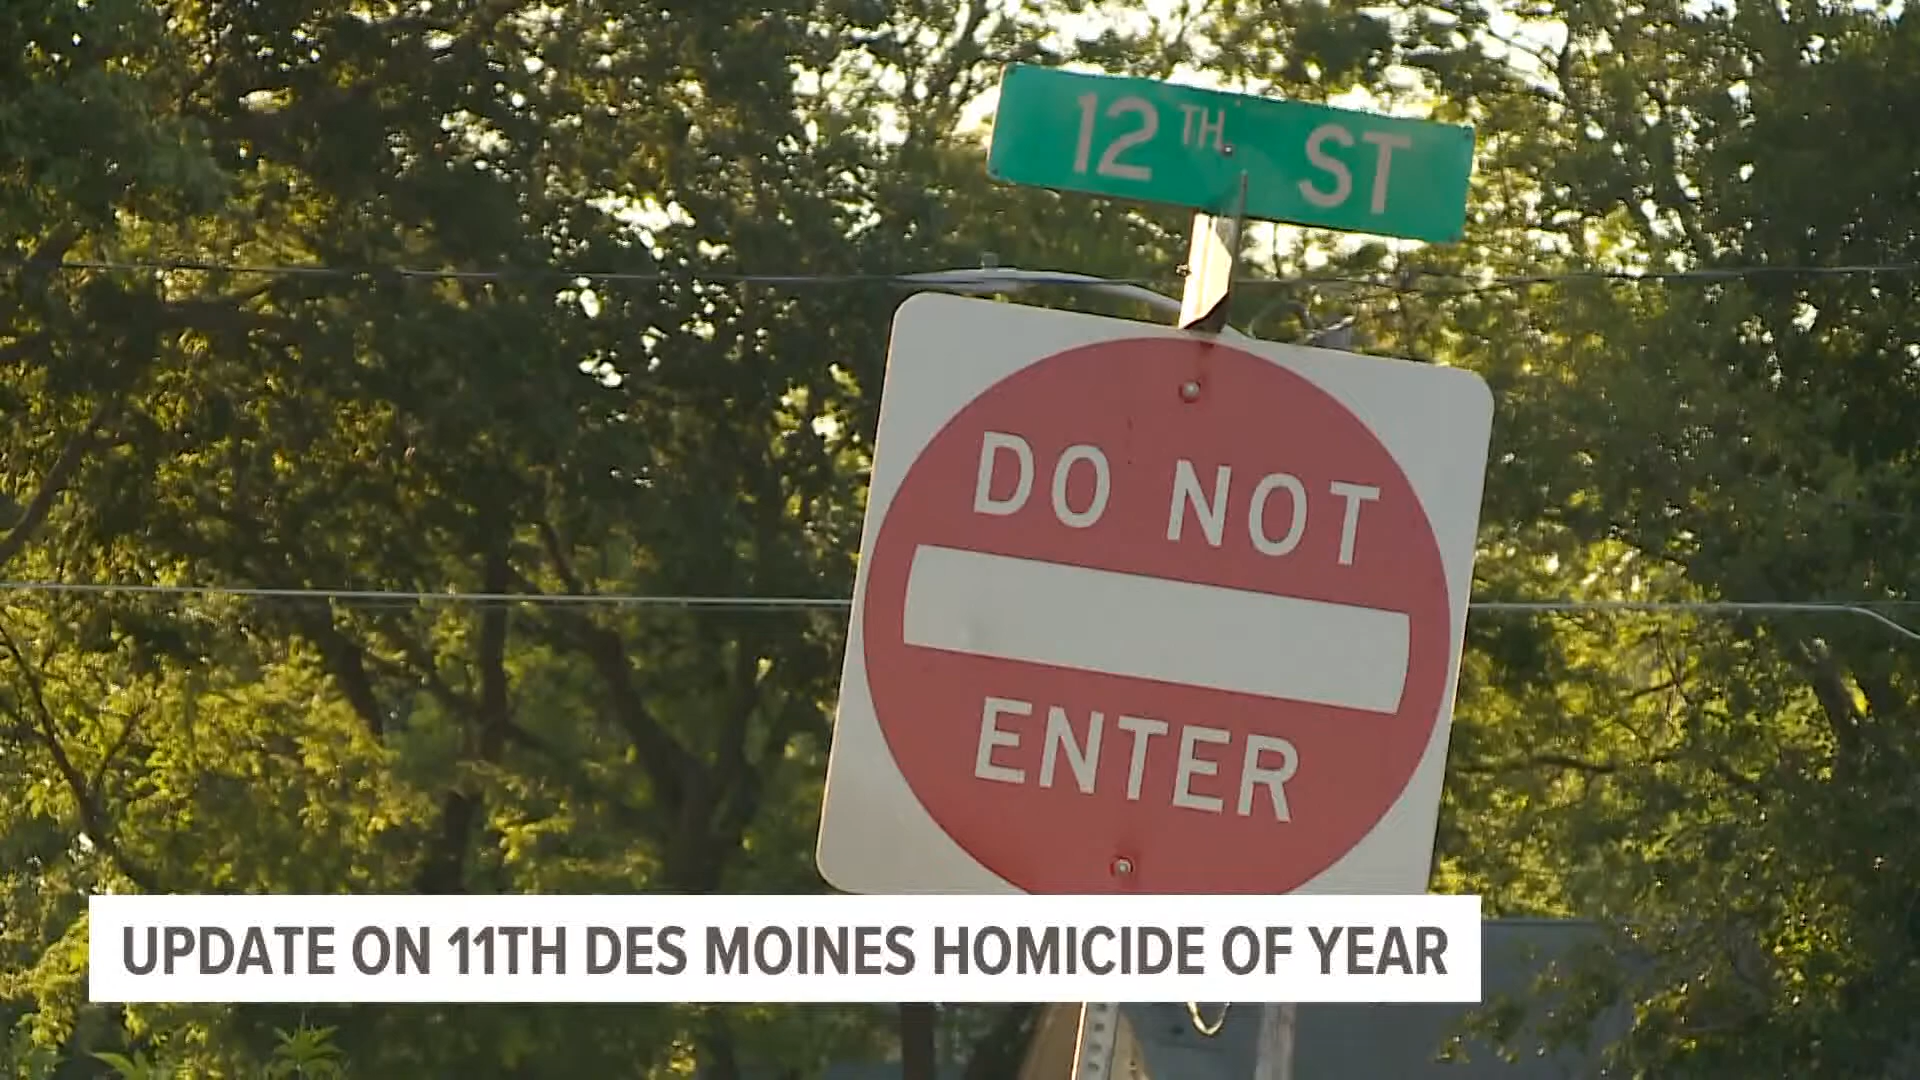 12TH ST
DO NOT
ENTER
UPDATE ON 11TH DES MOINES HOMICIDE OF YEAR